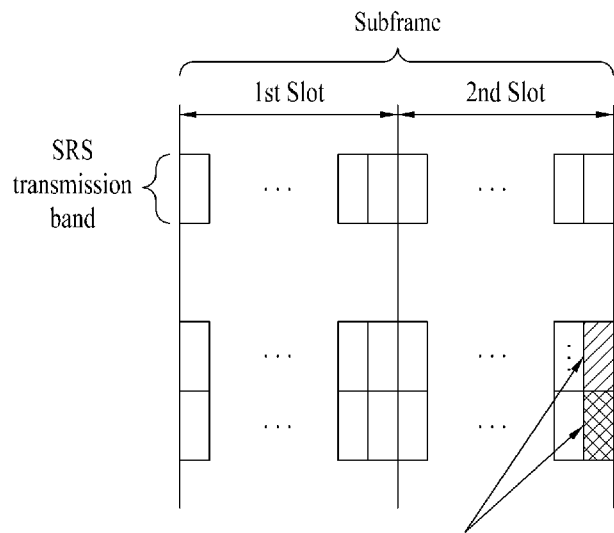 Subframe
1st Slot
2nd Slot
SRS
transmission
band
. . .
. . .
. . .
. . .
. . .
. . .